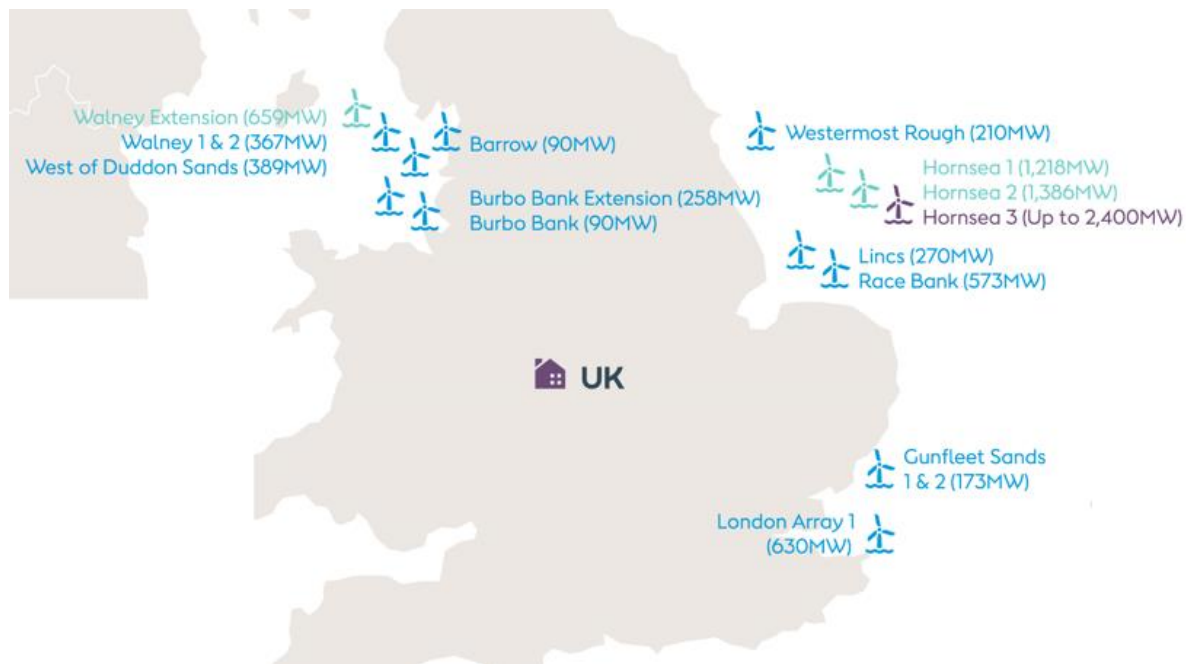 Walney Extension (659MW)
Walney 1 & 2 (367MW)
West of Duddon Sands (389MW)
Barrow (90MW)
Burbo Bank Extension (258MW)
Burbo Bank (90MW)
Westermost Rough (210MW)
Hornsea 1 (1,218MW)
Hornsea 2 (1,386MW)
Hornsea 3 (Up to 2,400MW)
Lincs (270MW)
Race Bank (573MW)
UK
Gunfleet Sands
1 & 2 (173MW)
London Array 1
(630MW)